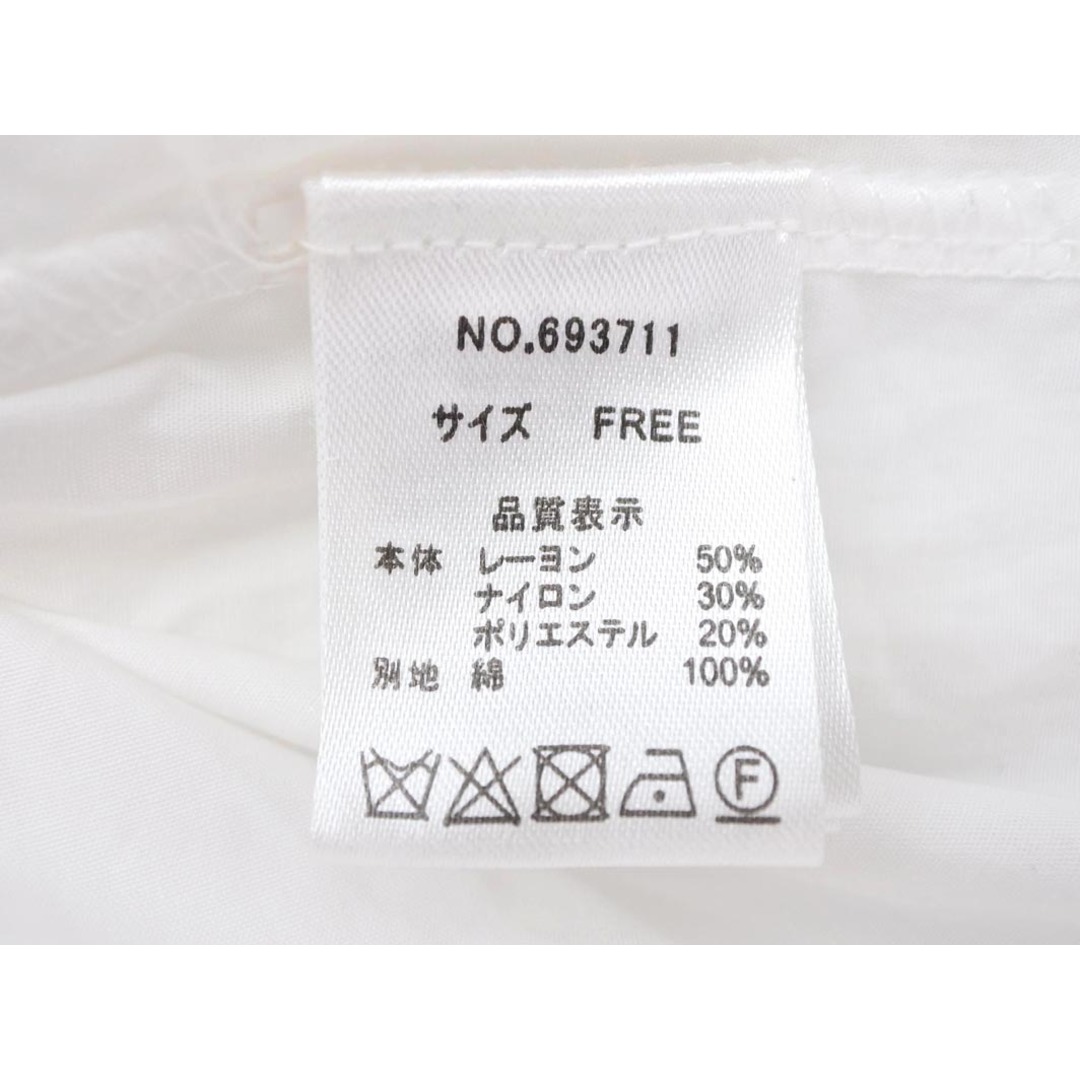 NO.693711
サイズ FREE
品質表示
本体 レーヨン 50%
ナイロン 30%
ポリエステル 20%
別地 綿 100%
F